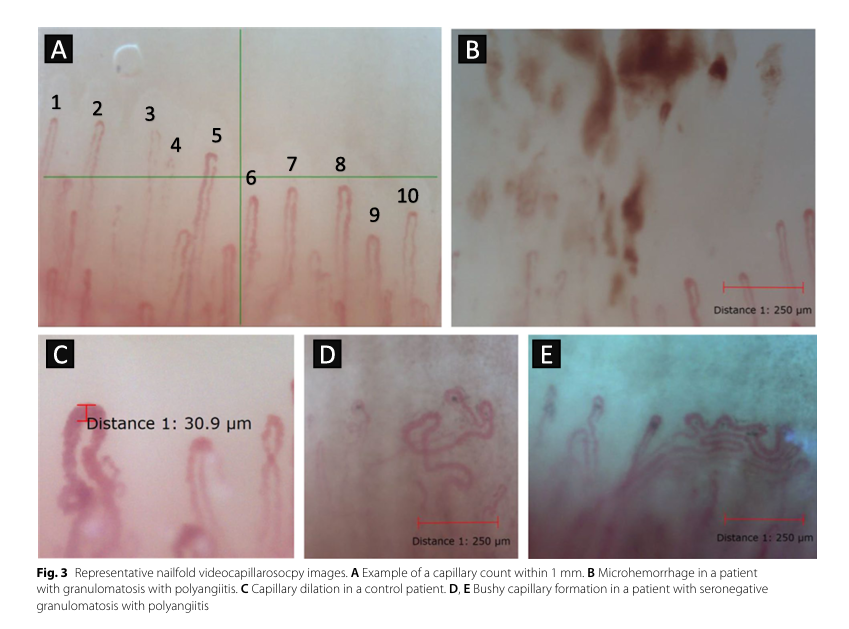 A
1
2
3
4
5
6
7
8
9
10
B
Distance 1: 250 µm
C
Distance 1: 30.9 µm
D
Distance 1: 250 µm
E
Distance 1: 250 µm
Fig. 3 Representative nailfold videocapillarosocpy images. A Example of a capillary count within 1 mm. B Microhemorrhage in a patient
with granulomatosis with polyangiitis. C Capillary dilation in a control patient. D, E Bushy capillary formation in a patient with seronegative
granulomatosis with polyangiitis